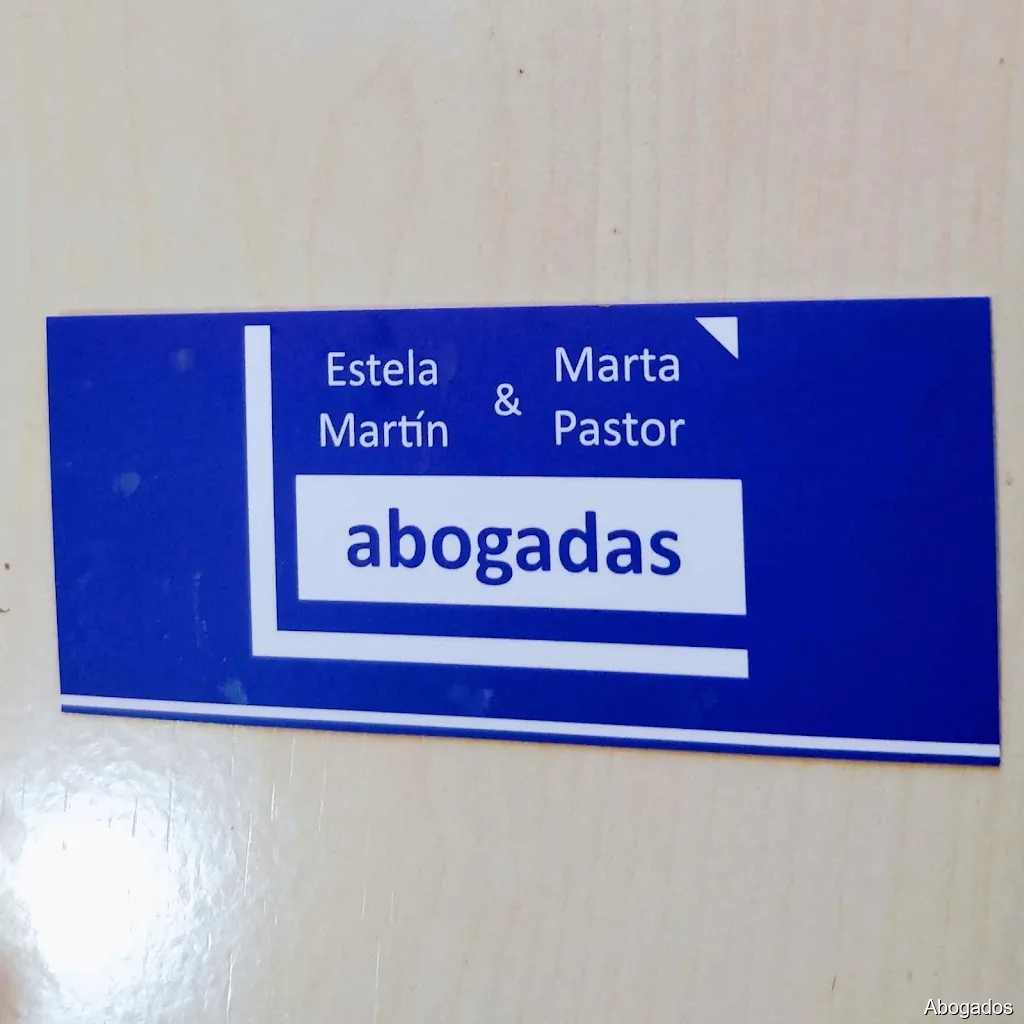 Estela Martín & Marta Pastor
abogadas
Abogados